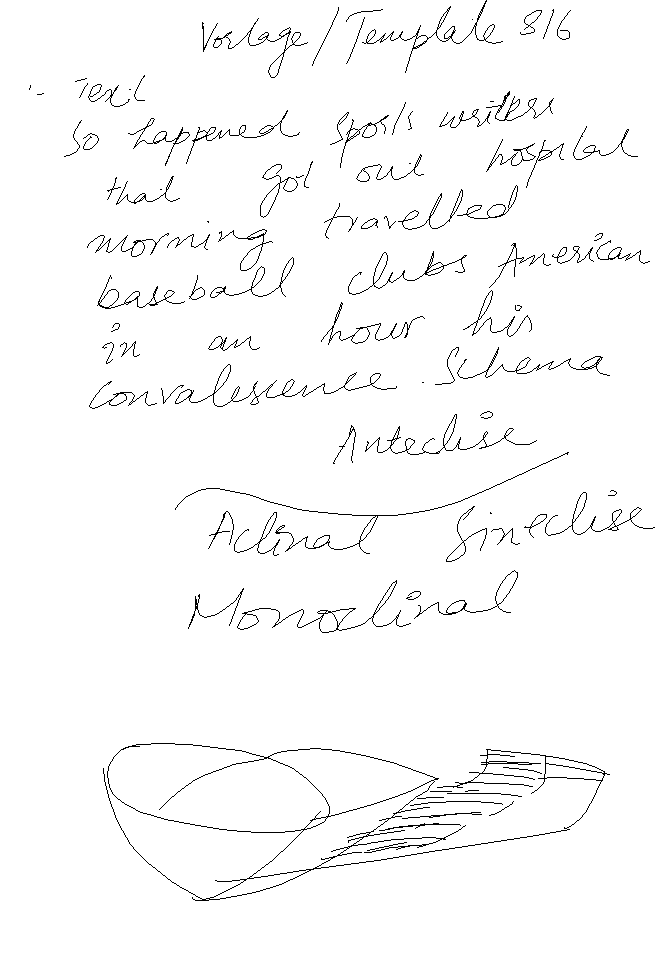 Vorlage/Template 816
:- Text
So happened sports writers
that got out hospital
morning travelled
baseball clubs American
in an hour his
convalescence. Schema
Anteclise
Aclinal Sineclise
Monoclinal